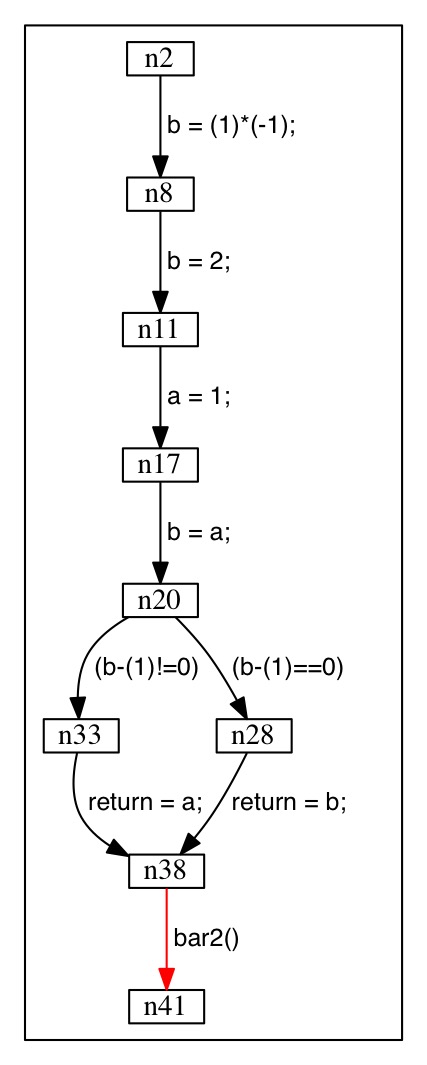 n2
b = (1)*(-1);
n8
b = 2;
n11
a = 1;
n17
b = a;
n20
(b-(1)!=0) (b-(1)==0)
n33 n28
return = a; return = b;
n38
bar2()
n41